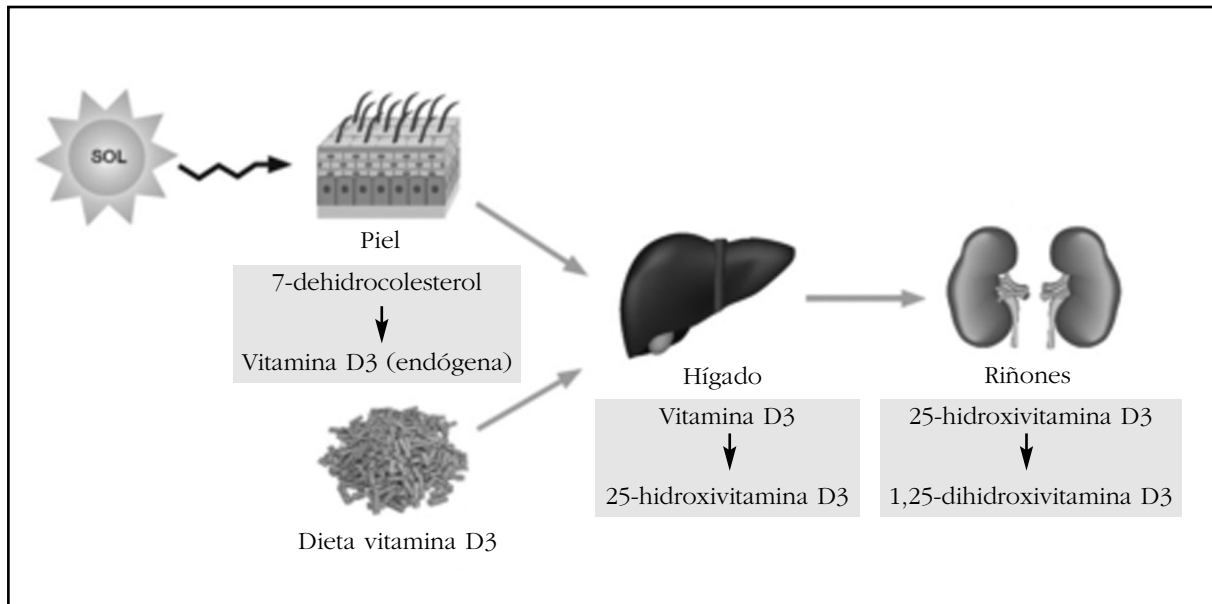 SOL
Piel
7-dehidrocolesterol
Vitamina D3 (endógena)
Dieta vitamina D3
Hígado
Vitamina D3
25-hidroxivitamina D3
Riñones
25-hidroxivitamina D3
1,25-dihidroxivitamina D3